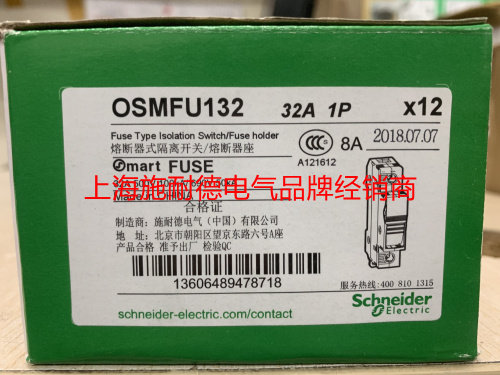 OSMFU132 32A 1P x12
Fuse Type Isolation Switch/Fuse holder
熔断器式隔离开关/熔断器座
CCC 8A 2018.07.07
A121612
Smart FUSE
上海施耐德电气品牌经销商
Made in CHINA
合格证
制造商: 施耐德电气（中国）有限公司
地 址: 北京市朝阳区望京东路六号A座
产品合格 准予出厂 检验QC
13606489478718
服务热线: 400 810 1315
schneider-electric.com/contact
Schneider
Electric